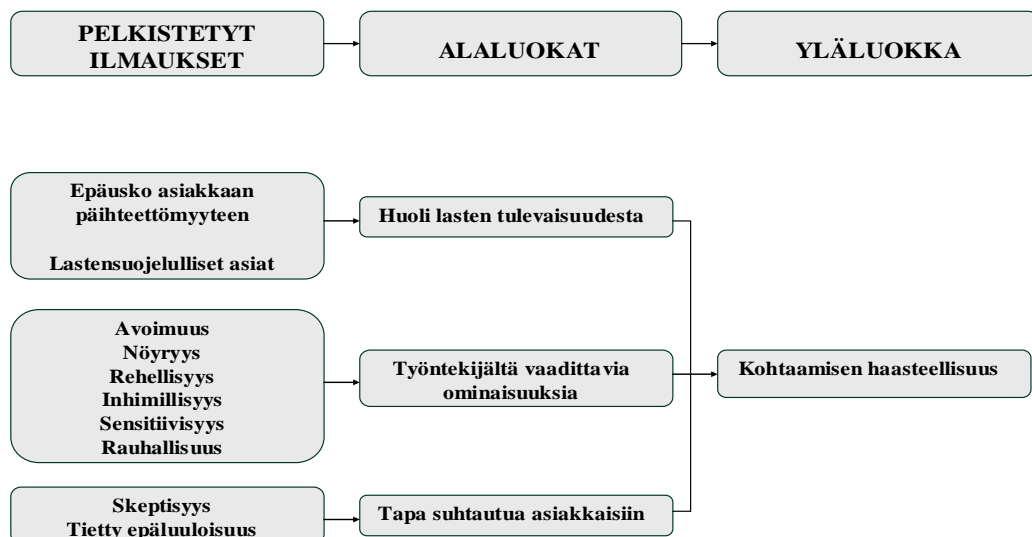 PELKISTETYT
ILMAUKSET
ALALUOKAT
YLÄLUOKKA
Epäusko asiakkaan
päihteettömyyteen
Lastensuojelulliset asiat
Huoli lasten tulevaisuudesta
Avoimuus
Nöyryys
Rehellisyys
Inhimillisyys
Sensitiivisyys
Rauhallisuus
Työntekijältä vaadittavia
ominaisuuksia
Kohtaamisen haasteellisuus
Skeptisyys
Tietty epäluuloisuus
Tapa suhtautua asiakkaisiin